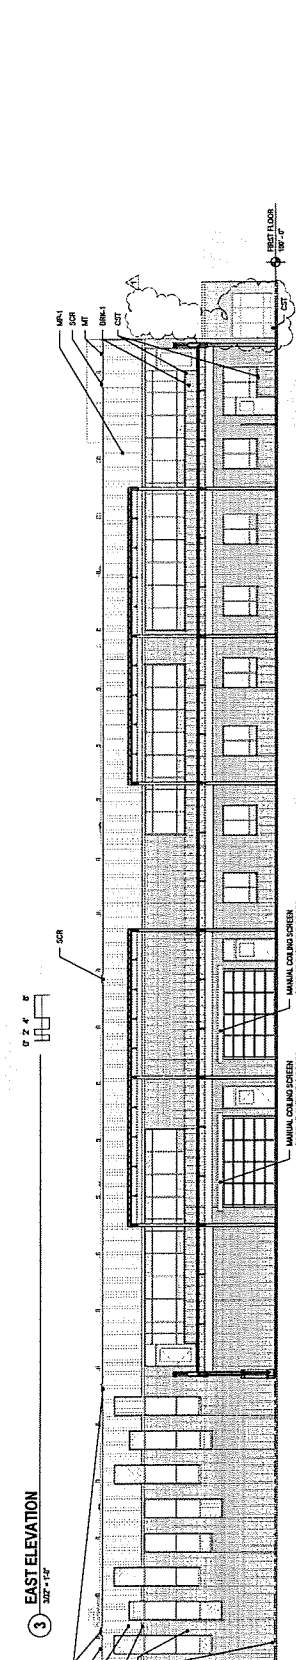 MP-1
SCR
MT
BRK-1
CST
FIRST FLOOR
100'-0"
CST
SCR
MANUAL COILING SCREEN
MANUAL COILING SCREEN
0' 2' 4' 8'
3 EAST ELEVATION
3/32" = 1'-0"